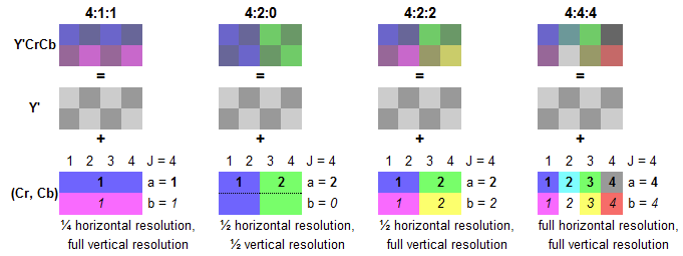 4:1:1 4:2:0 4:2:2 4:4:4
Y'CrCb
= = = =
Y'
+ + + +
1 2 3 4 J = 4 1 2 3 4 J = 4 1 2 3 4 J = 4 1 2 3 4 J = 4
(Cr, Cb)
1 a = 1 1 2 a = 2 1 2 a = 2 1 2 3 4 a = 4
1 b = 1 b = 0 1 2 b = 2 1 2 3 4 b = 4
¼ horizontal resolution, ½ horizontal resolution, ½ horizontal resolution, full horizontal resolution,
full vertical resolution ½ vertical resolution full vertical resolution full vertical resolution